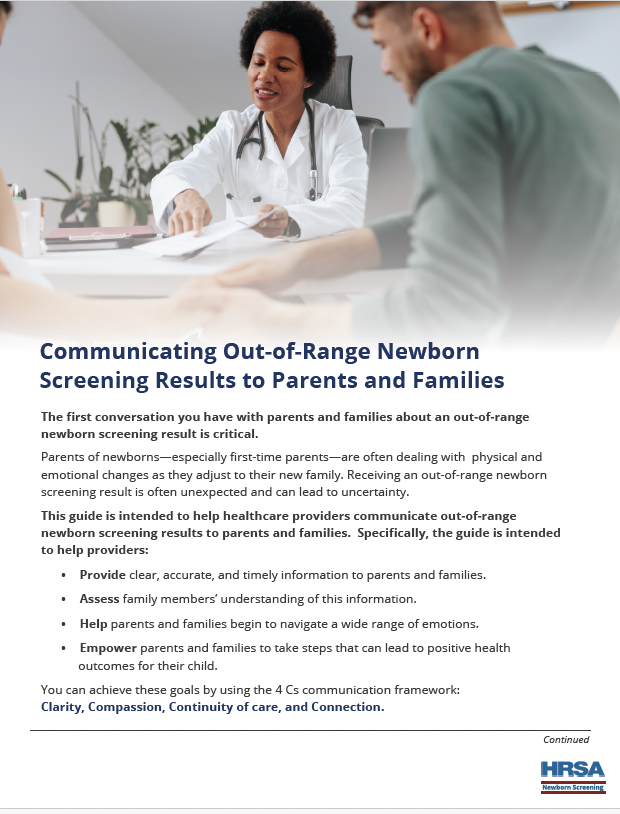 Communicating Out-of-Range Newborn
Screening Results to Parents and Families
The first conversation you have with parents and families about an out-of-range
newborn screening result is critical.
Parents of newborns—especially first-time parents—are often dealing with  physical and
emotional changes as they adjust to their new family. Receiving an out-of-range newborn
screening result is often unexpected and can lead to uncertainty.
This guide is intended to help healthcare providers communicate out-of-range
newborn screening results to parents and families.  Specifically, the guide is intended
to help providers:
• Provide clear, accurate, and timely information to parents and families.
• Assess family members’ understanding of this information.
• Help parents and families begin to navigate a wide range of emotions.
• Empower parents and families to take steps that can lead to positive health
outcomes for their child.
You can achieve these goals by using the 4 Cs communication framework:
Clarity, Compassion, Continuity of care, and Connection.
Continued
HRSA
Newborn Screening